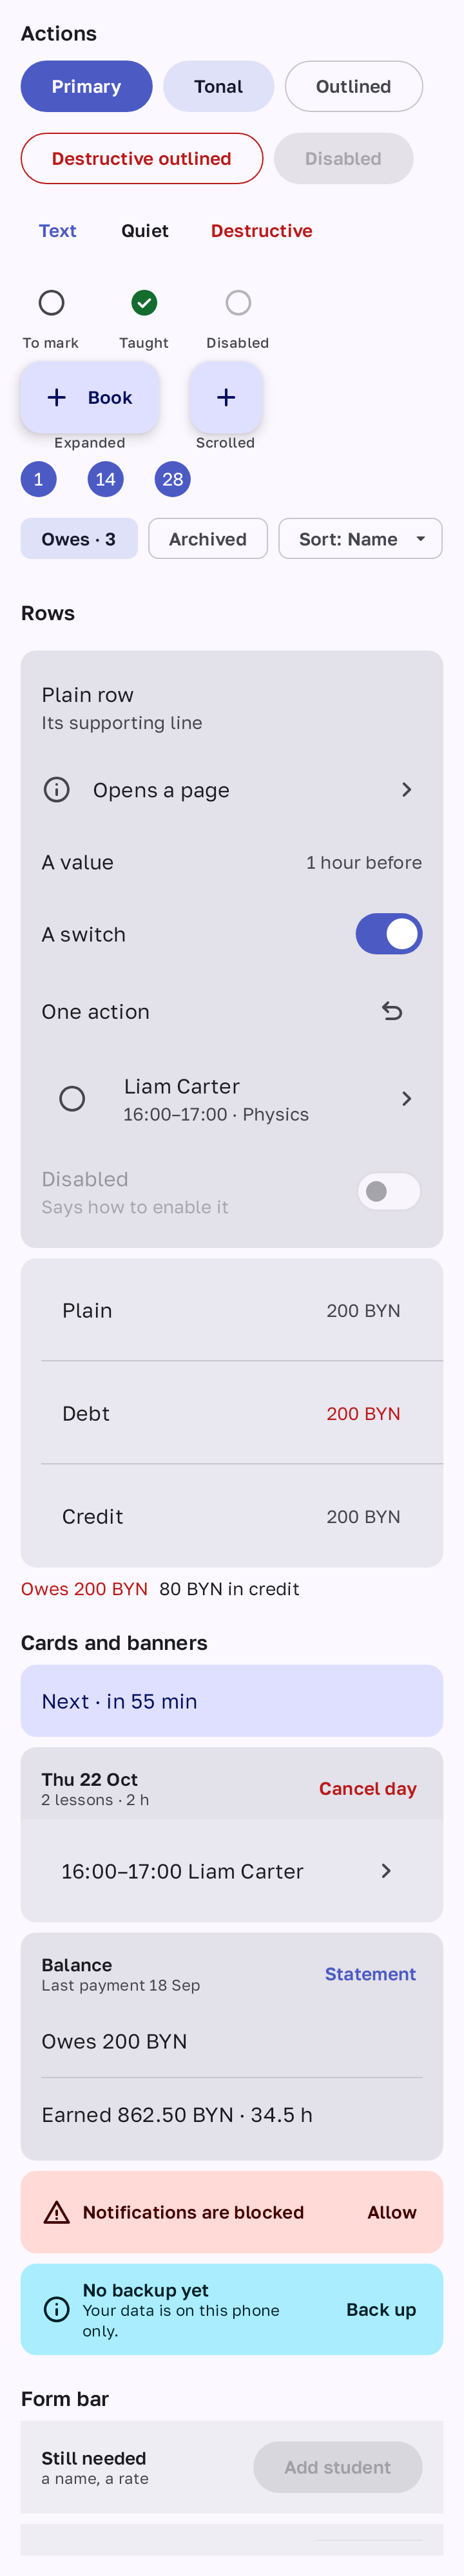 Actions
Primary
Tonal
Outlined
Destructive outlined
Disabled
Text
Quiet
Destructive
To mark
Taught
Disabled
Book
Expanded
Scrolled
1
14
28
Owes · 3
Archived
Sort: Name
Rows
Plain row
Its supporting line
Opens a page
A value
1 hour before
A switch
One action
Liam Carter
16:00–17:00 · Physics
Disabled
Says how to enable it
Plain
200 BYN
Debt
200 BYN
Credit
200 BYN
Owes 200 BYN
80 BYN in credit
Cards and banners
Next · in 55 min
Thu 22 Oct
2 lessons · 2 h
Cancel day
16:00–17:00 Liam Carter
Balance
Last payment 18 Sep
Statement
Owes 200 BYN
Earned 862.50 BYN · 34.5 h
Notifications are blocked
Allow
No backup yet
Your data is on this phone
only.
Back up
Form bar
Still needed
a name, a rate
Add student